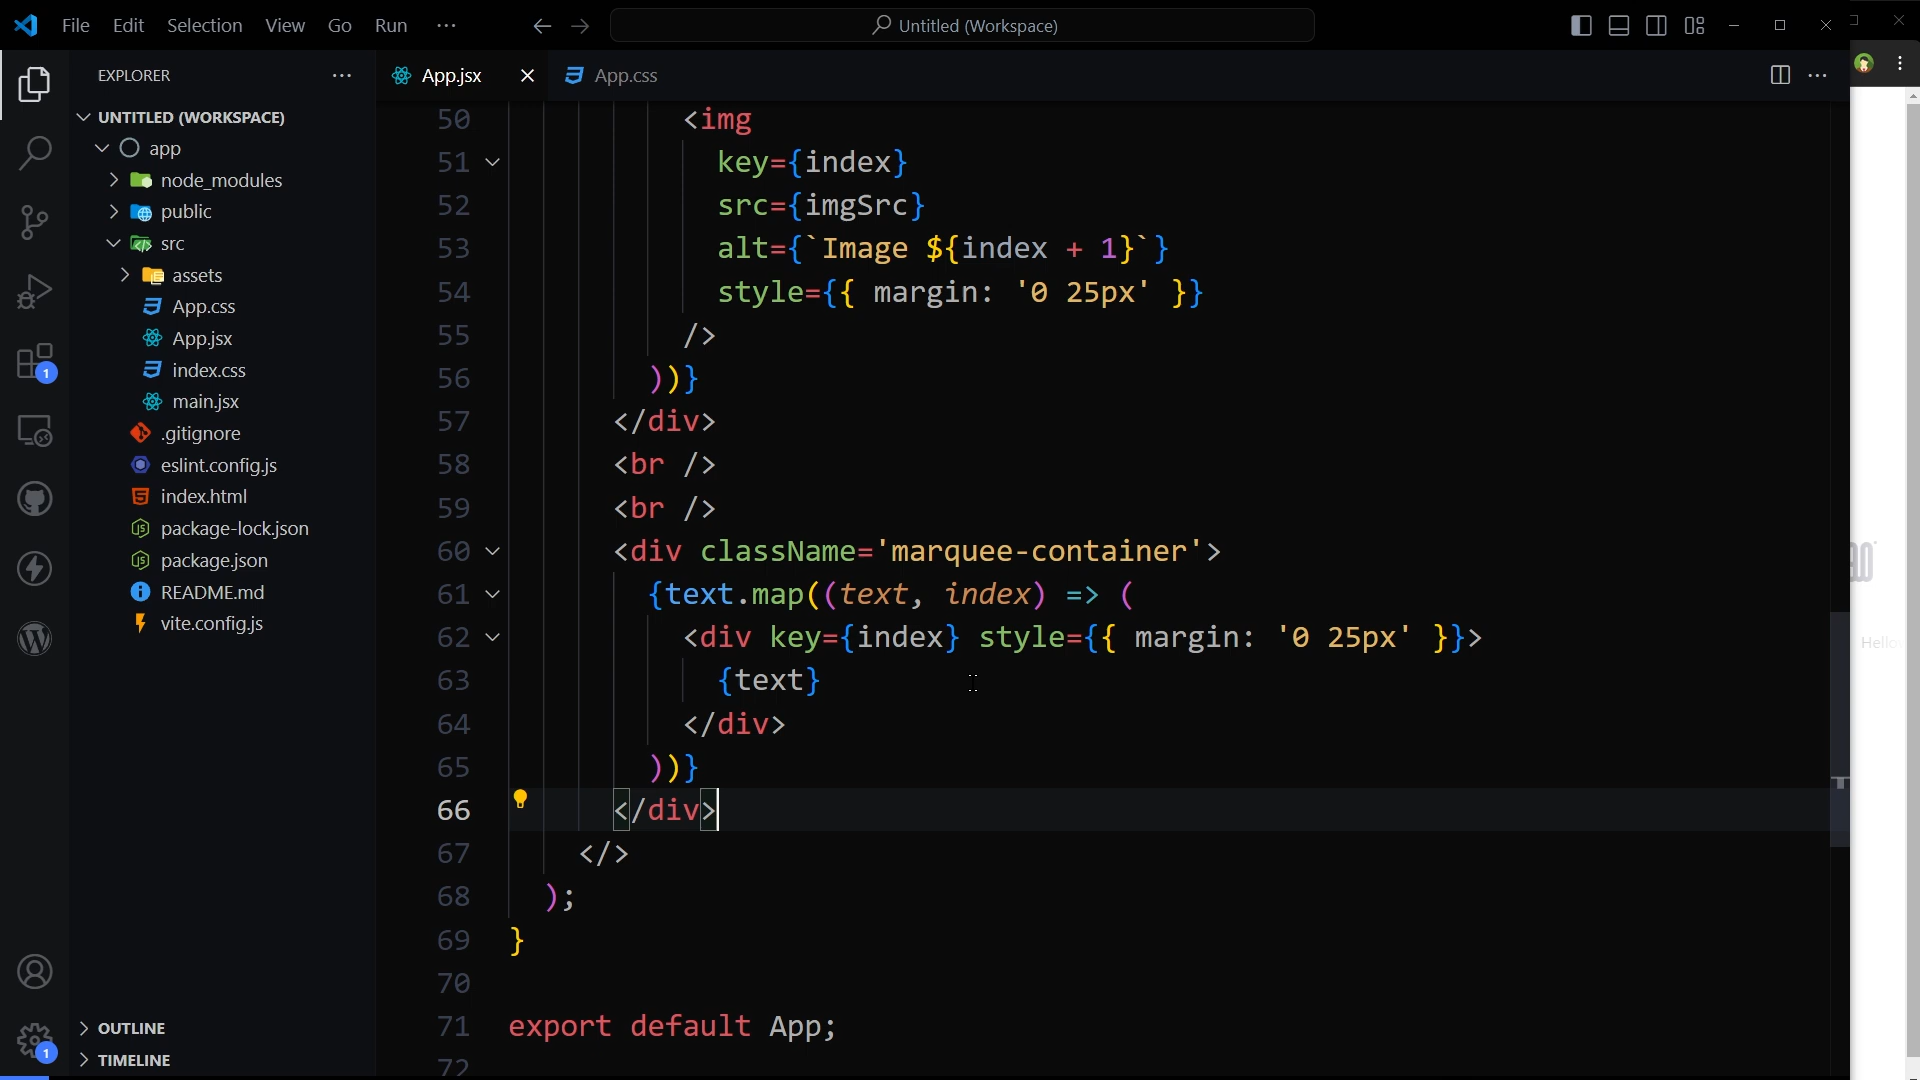 File Edit Selection View Go Run ··· Untitled (Workspace)
EXPLORER
UNTITLED (WORKSPACE)
app
node_modules
public
src
assets
App.css
App.jsx
index.css
main.jsx
.gitignore
eslint.config.js
index.html
package-lock.json
package.json
README.md
vite.config.js
OUTLINE
TIMELINE
1
1
App.jsx App.css
50 <img
51 key={index}
52 src={imgSrc}
53 alt={`Image ${index + 1}`}
54 style={{ margin: '0 25px' }}
55 />
56 ))}
57 </div>
58 <br />
59 <br />
60 <div className='marquee-container'>
61 {text.map((text, index) => (
62 <div key={index} style={{ margin: '0 25px' }}>
63 {text}
64 </div>
65 ))}
66 </div>
67 </>
68 );
69 }
70
71 export default App;
72